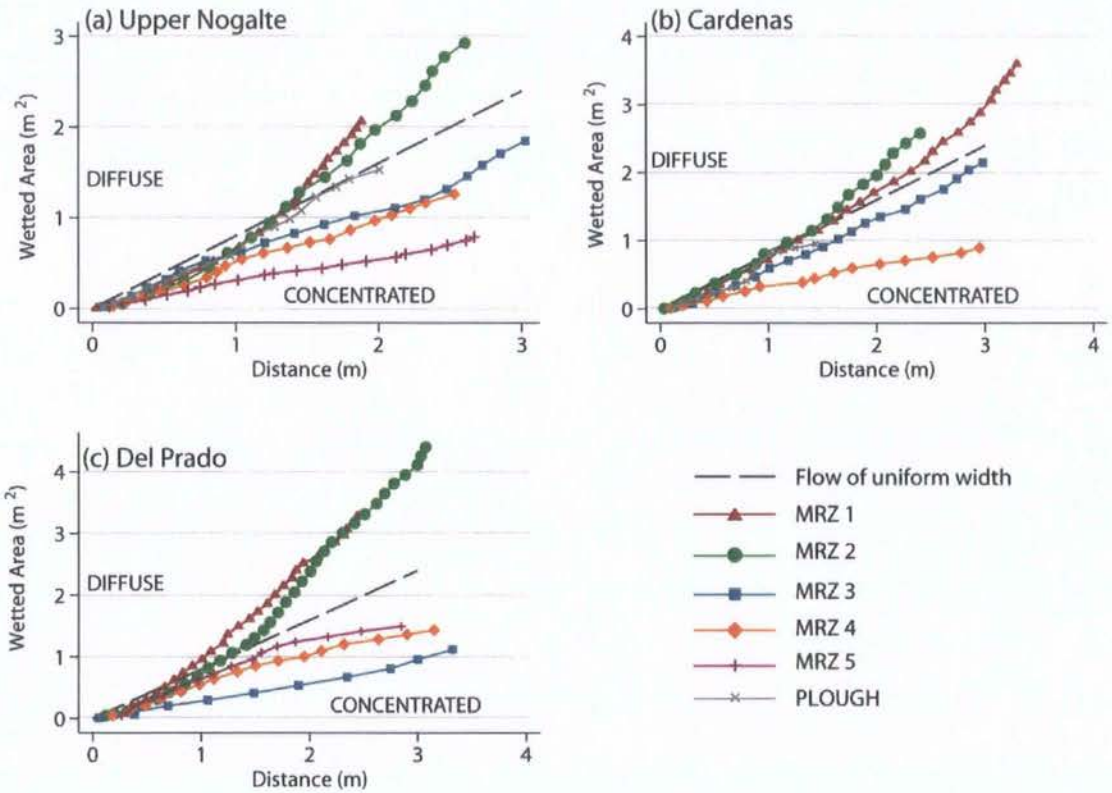 (a) Upper Nogalte
Wetted Area (m²)
3
2
1
0
DIFFUSE
CONCENTRATED
0 1 2 3
Distance (m)
(b) Cardenas
Wetted Area (m²)
4
3
2
1
0
DIFFUSE
CONCENTRATED
0 1 2 3 4
Distance (m)
(c) Del Prado
Wetted Area (m²)
4
3
2
1
0
DIFFUSE
CONCENTRATED
0 1 2 3 4
Distance (m)
Flow of uniform width
MRZ 1
MRZ 2
MRZ 3
MRZ 4
MRZ 5
PLOUGH